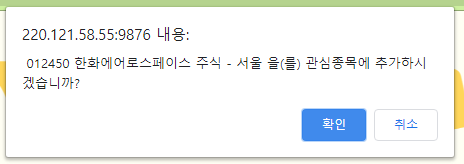 220.121.58.55:9876 내용:
012450 한화에어로스페이스 주식 - 서울 을(를) 관심종목에 추가하시
겠습니까?
확인 취소